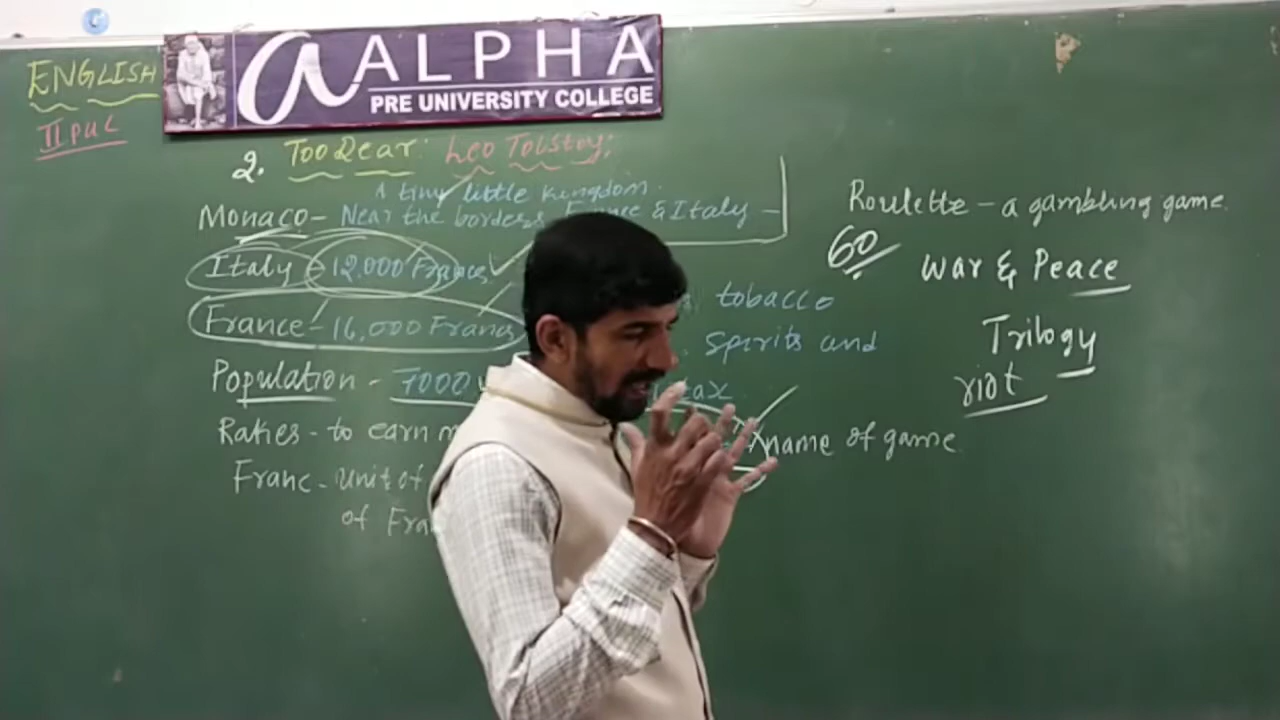 ENGLISH
II PUC
a ALPHA
PRE UNIVERSITY COLLEGE
2. Too Dear: Leo Tolstoy:
A tiny little kingdom.
Monaco - Near the borders France & Italy -
Italy - 12,000 Francs
France - 16,000 Francs
Population - 7000
Rakes - to earn
Franc - Unit of
of
tobacco
spirits and
tax
name of game
Roulette - a gambling game.
60
War & Peace
Trilogy
riot